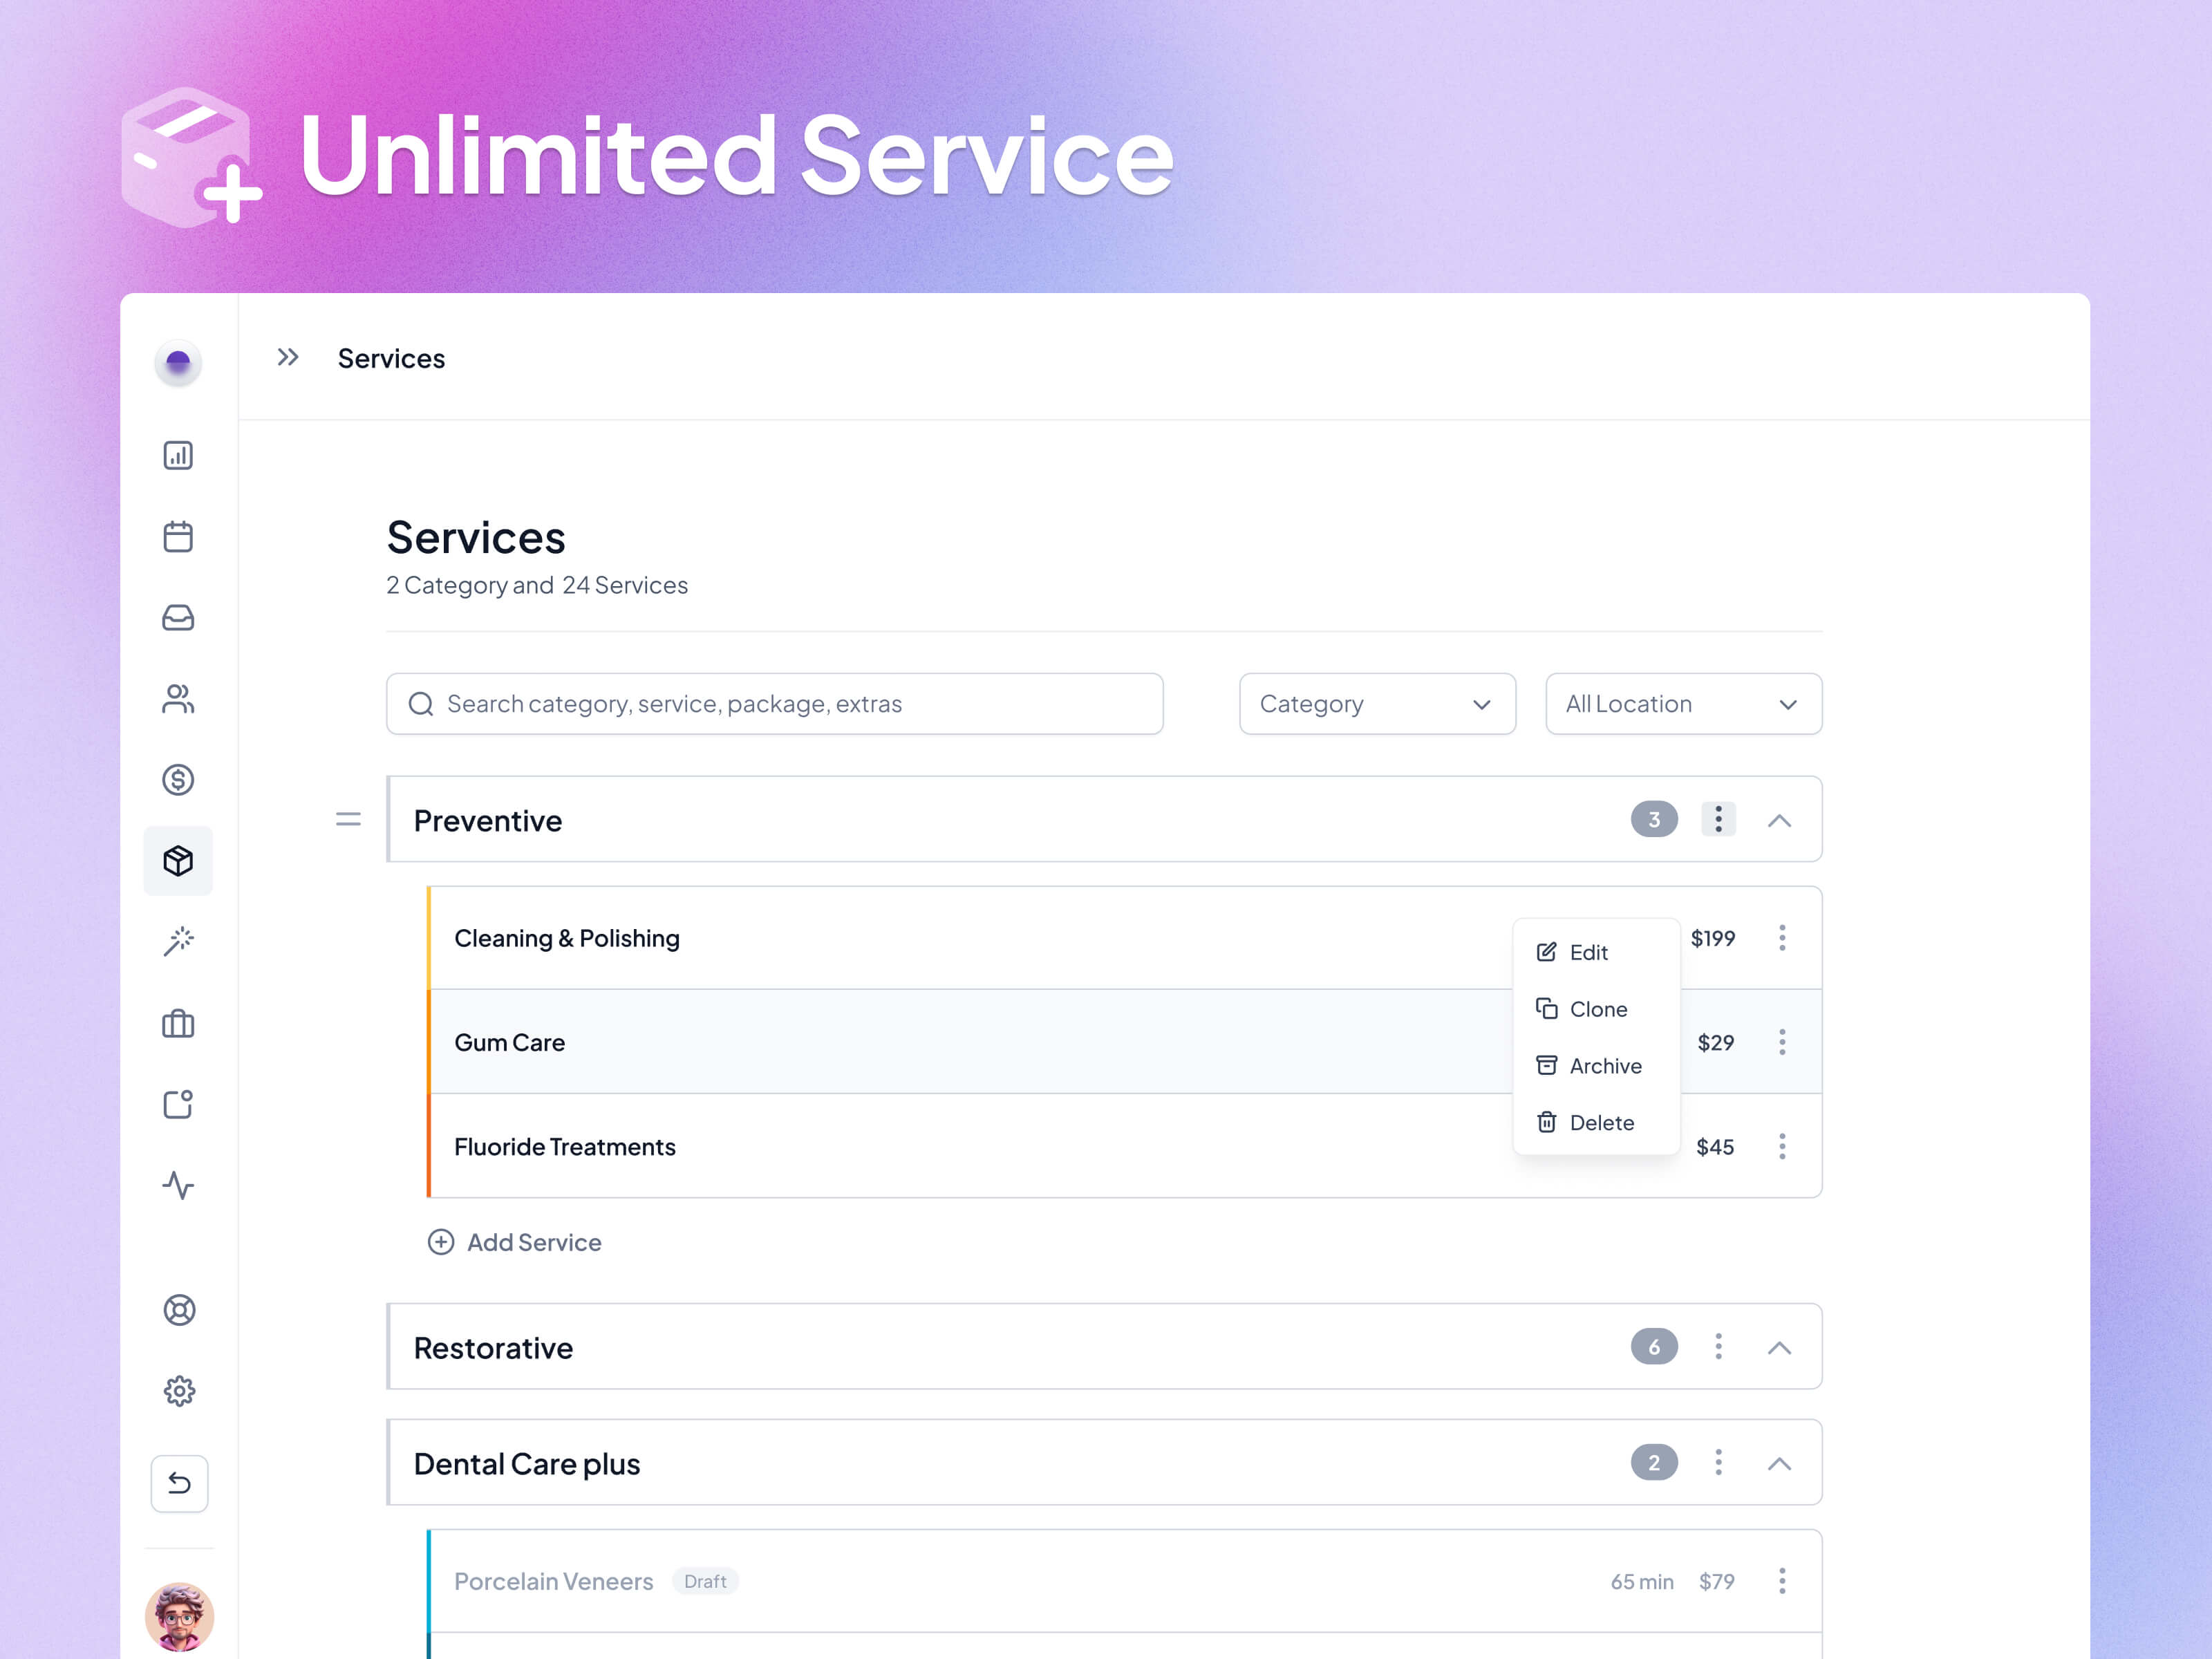 Unlimited Service
Services
Services
2 Category and 24 Services
Search category, service, package, extras
Category
All Location
Preventive
3
Cleaning & Polishing
$199
Edit
Clone
Gum Care
$29
Archive
Delete
Fluoride Treatments
$45
Add Service
Restorative
6
Dental Care plus
2
Porcelain Veneers Draft
65 min $79